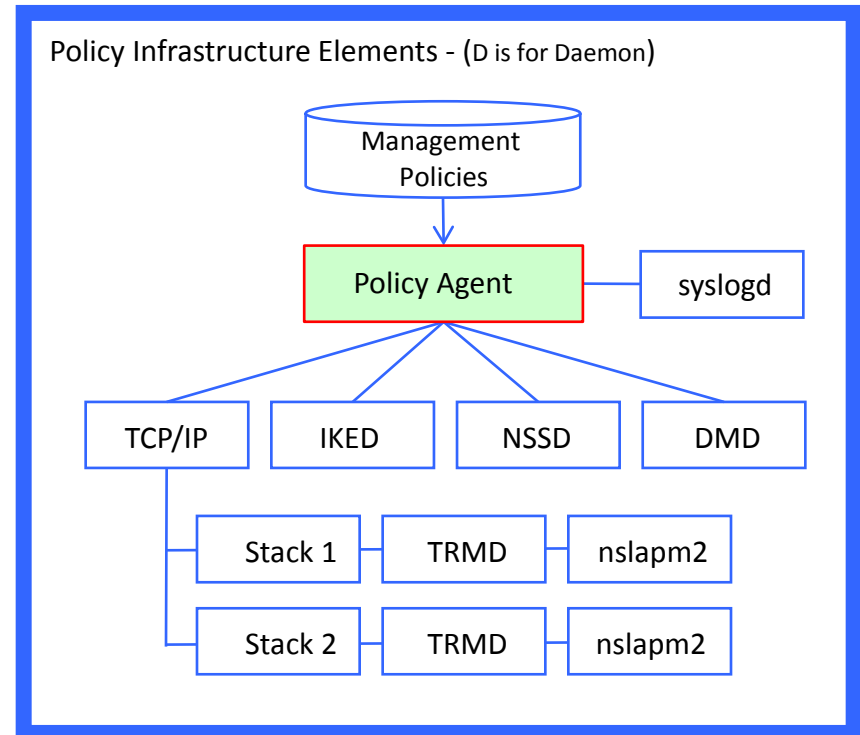 Policy Infrastructure Elements - (D is for Daemon)
Management
Policies
Policy Agent
syslogd
TCP/IP
IKED
NSSD
DMD
Stack 1
TRMD
nslapm2
Stack 2
TRMD
nslapm2